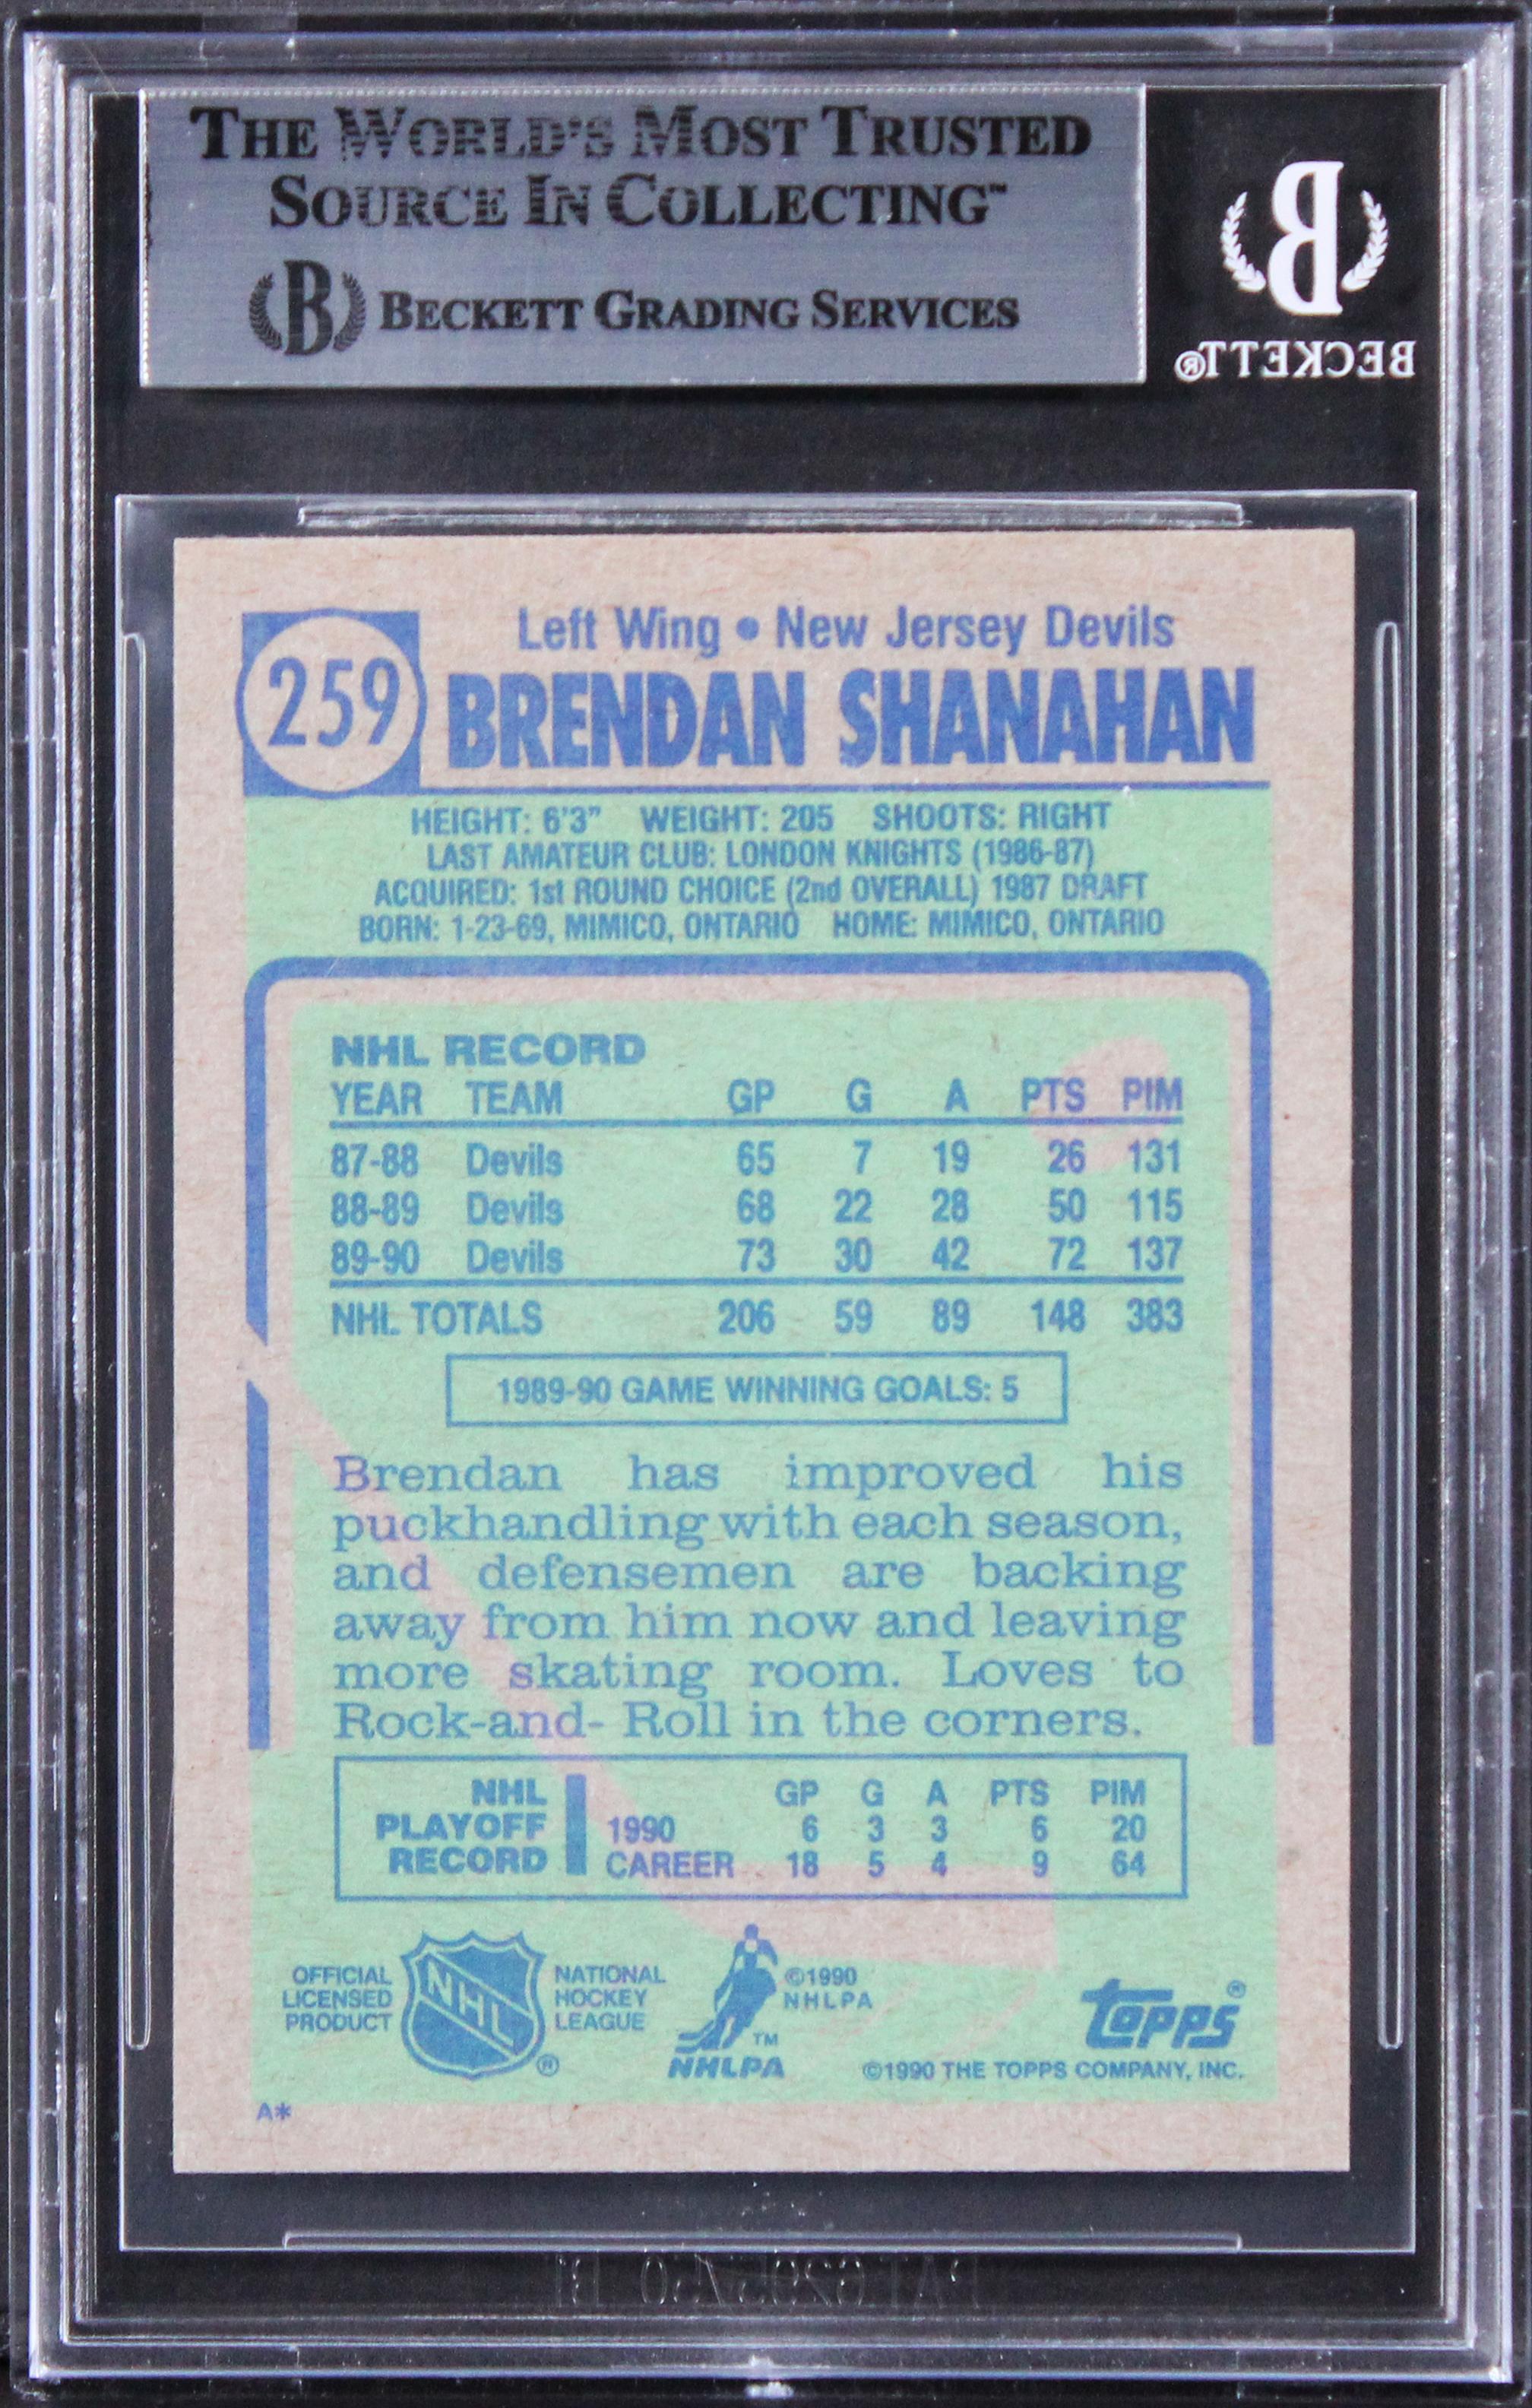 THE WORLD'S MOST TRUSTED
SOURCE IN COLLECTING™
B BECKETT GRADING SERVICES
B
BECKETT®
259
Left Wing • New Jersey Devils
BRENDAN SHANAHAN
HEIGHT: 6'3" WEIGHT: 205 SHOOTS: RIGHT
LAST AMATEUR CLUB: LONDON KNIGHTS (1986-87)
ACQUIRED: 1st ROUND CHOICE (2nd OVERALL) 1987 DRAFT
BORN: 1-23-69, MIMICO, ONTARIO HOME: MIMICO, ONTARIO
NHL RECORD
YEAR TEAM GP G A PTS PIM
87-88 Devils 65 7 19 26 131
88-89 Devils 68 22 28 50 115
89-90 Devils 73 30 42 72 137
NHL TOTALS 206 59 89 148 383
1989-90 GAME WINNING GOALS: 5
Brendan has improved his
puckhandling with each season,
and defensemen are backing
away from him now and leaving
more skating room. Loves to
Rock-and- Roll in the corners.
NHL PLAYOFF RECORD
GP G A PTS PIM
1990 6 3 3 6 20
CAREER 18 5 4 9 64
OFFICIAL
LICENSED
PRODUCT
NHL
®
NATIONAL
HOCKEY
LEAGUE
TM
NHLPA
©1990
NHLPA
TOPPS®
©1990 THE TOPPS COMPANY, INC.
A*